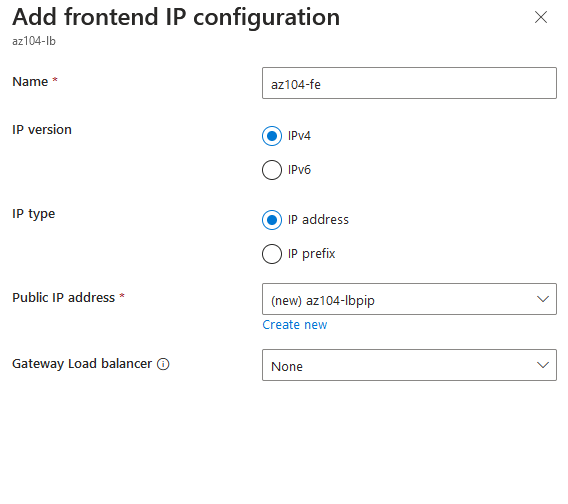 Add frontend IP configuration
az104-lb
Name *
az104-fe
IP version
IPv4
IPv6
IP type
IP address
IP prefix
Public IP address *
(new) az104-lbpip
Create new
Gateway Load balancer
None